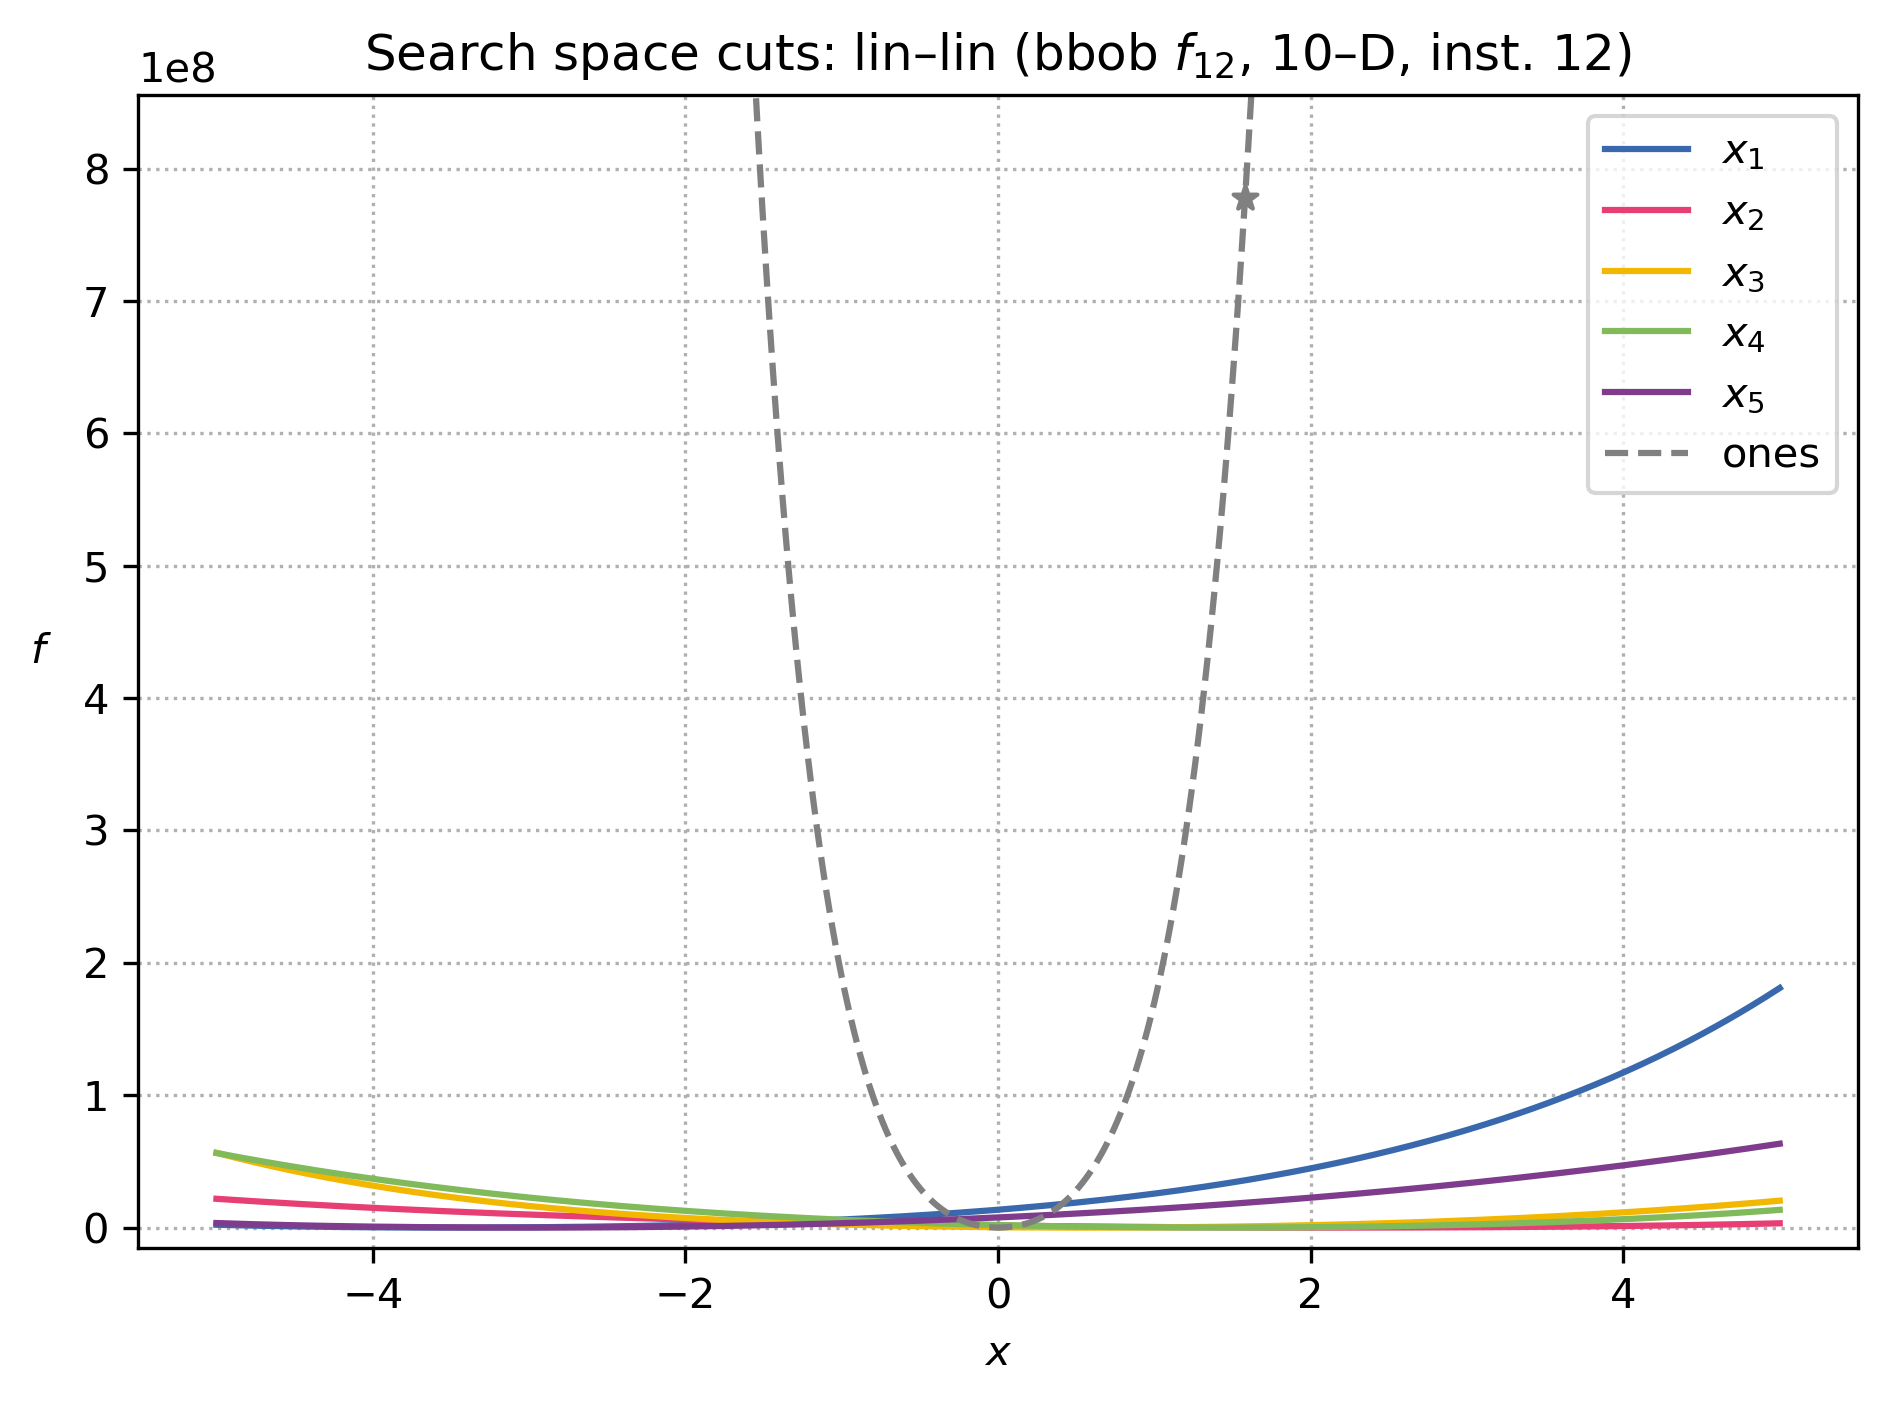 Search space cuts: lin–lin (bbob f12, 10–D, inst. 12)
1e8
8
7
6
5
4
3
2
1
0
f
−4
−2
0
2
4
x
x1
x2
x3
x4
x5
ones